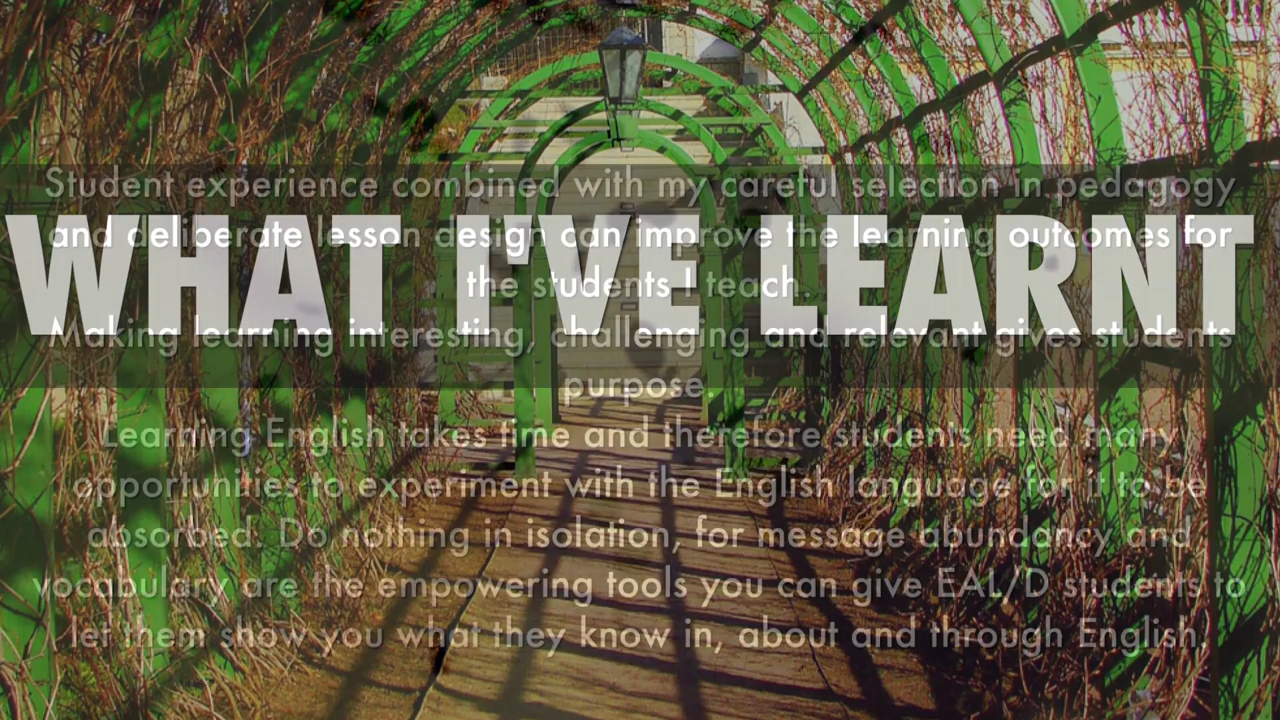 Student experience combined with my careful selection in pedagogy
WHAT I'VE LEARNT
and deliberate lesson design can improve the learning outcomes for
the students I teach.
Making learning interesting, challenging and relevant gives students
purpose
Learning English takes time and therefore students need many
opportunities to experiment with the English language for it to be
absorbed. Do nothing in isolation, for message abundancy and
vocabulary are the empowering tools you can give EAL/D students to
let them show you what they know in, about and through English.